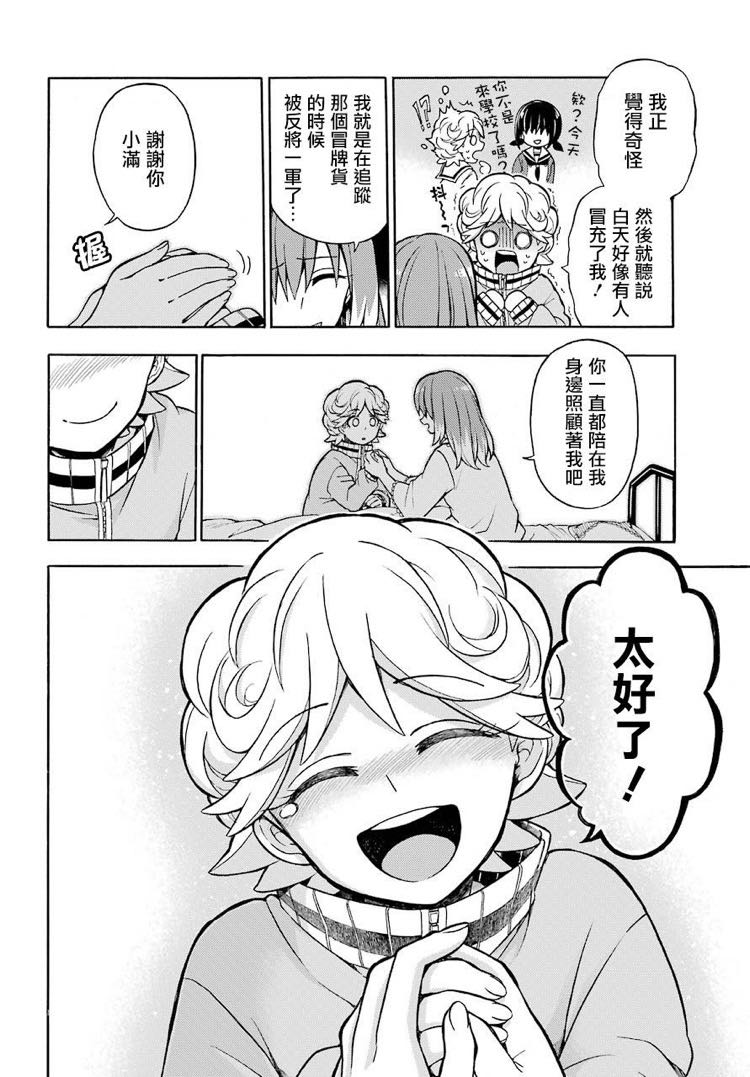 我正
覺得奇怪
然後就聽說
白天好像有人
冒充了我！
欸？今天
你不是
來學校了嗎？
!?
抖～
我就是在追蹤
那個冒牌貨
的時候
被反將
一軍了…
謝謝你
小滿
握
你一直都陪在我
身邊照顧著我吧
太好了！